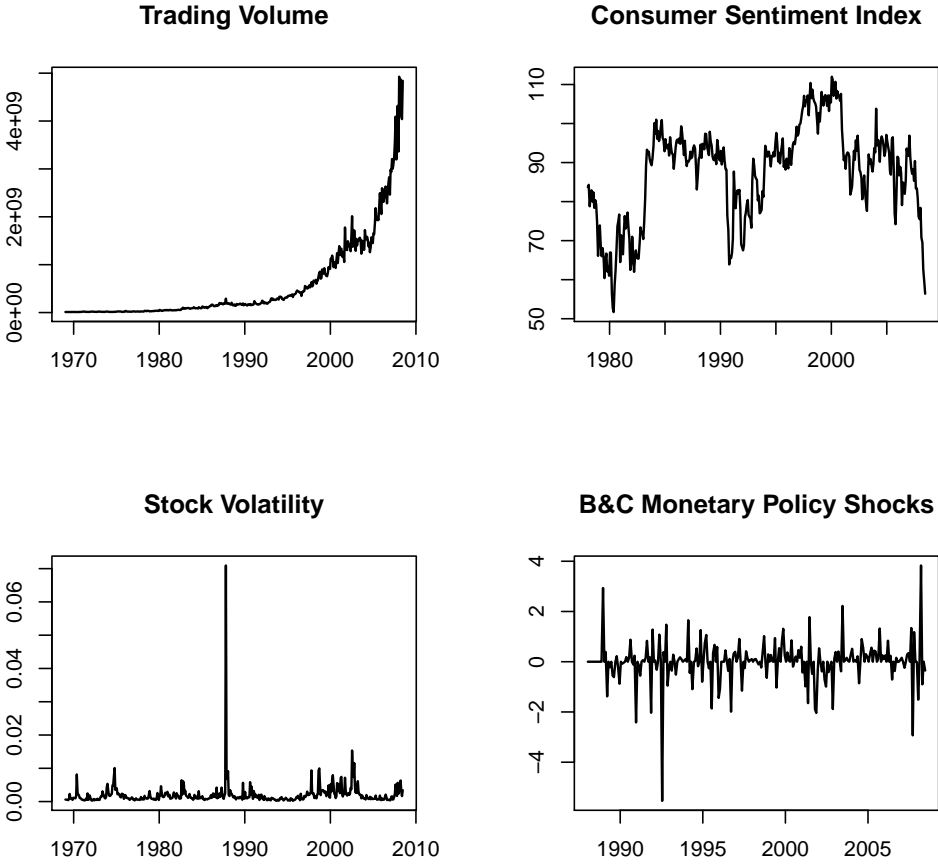 Trading Volume
4e+09
2e+09
0e+00
1970 1980 1990 2000 2010
Consumer Sentiment Index
110
90
70
50
1980 1990 2000
Stock Volatility
0.06
0.04
0.02
0.00
1970 1980 1990 2000 2010
B&C Monetary Policy Shocks
4
2
0
−2
−4
1990 1995 2000 2005